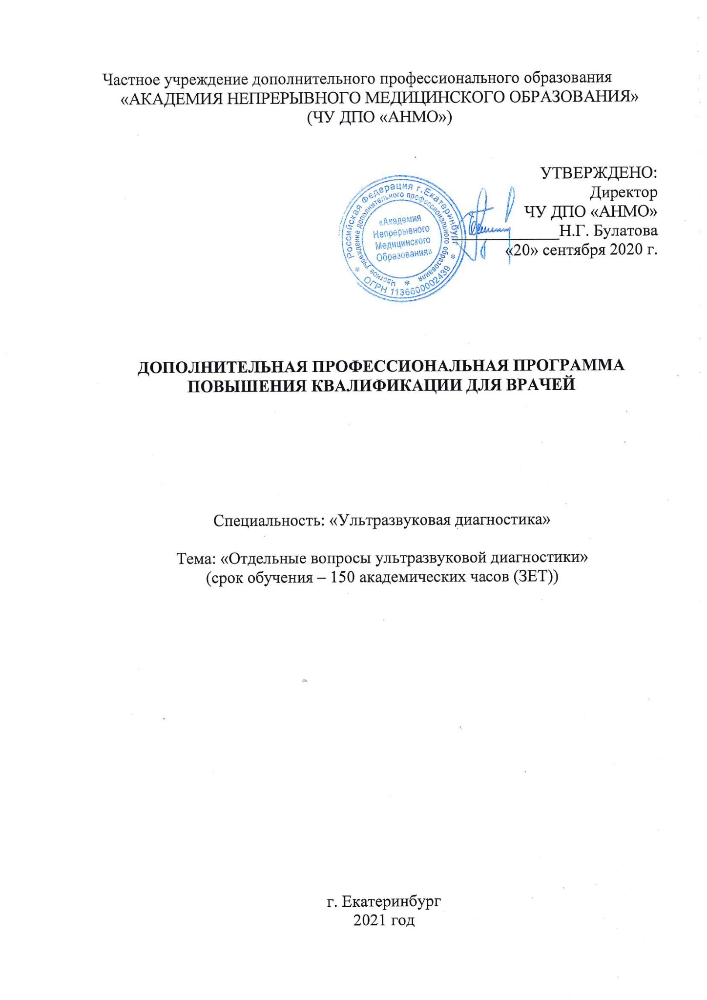 Частное учреждение дополнительного профессионального образования
«АКАДЕМИЯ НЕПРЕРЫВНОГО МЕДИЦИНСКОГО ОБРАЗОВАНИЯ»
(ЧУ ДПО «АНМО»)
УТВЕРЖДЕНО:
Директор
ЧУ ДПО «АНМО»
Н.Г. Булатова
«20» сентября 2020 г.
Российская Федерация г.Екатеринбург
Частное учреждение дополнительного профессионального образования
ОГРН 1136600002439
«Академия
Непрерывного
Медицинского
Образования»
ДОПОЛНИТЕЛЬНАЯ ПРОФЕССИОНАЛЬНАЯ ПРОГРАММА
ПОВЫШЕНИЯ КВАЛИФИКАЦИИ ДЛЯ ВРАЧЕЙ
Специальность: «Ультразвуковая диагностика»
Тема: «Отдельные вопросы ультразвуковой диагностики»
(срок обучения – 150 академических часов (ЗЕТ))
г. Екатеринбург
2021 год